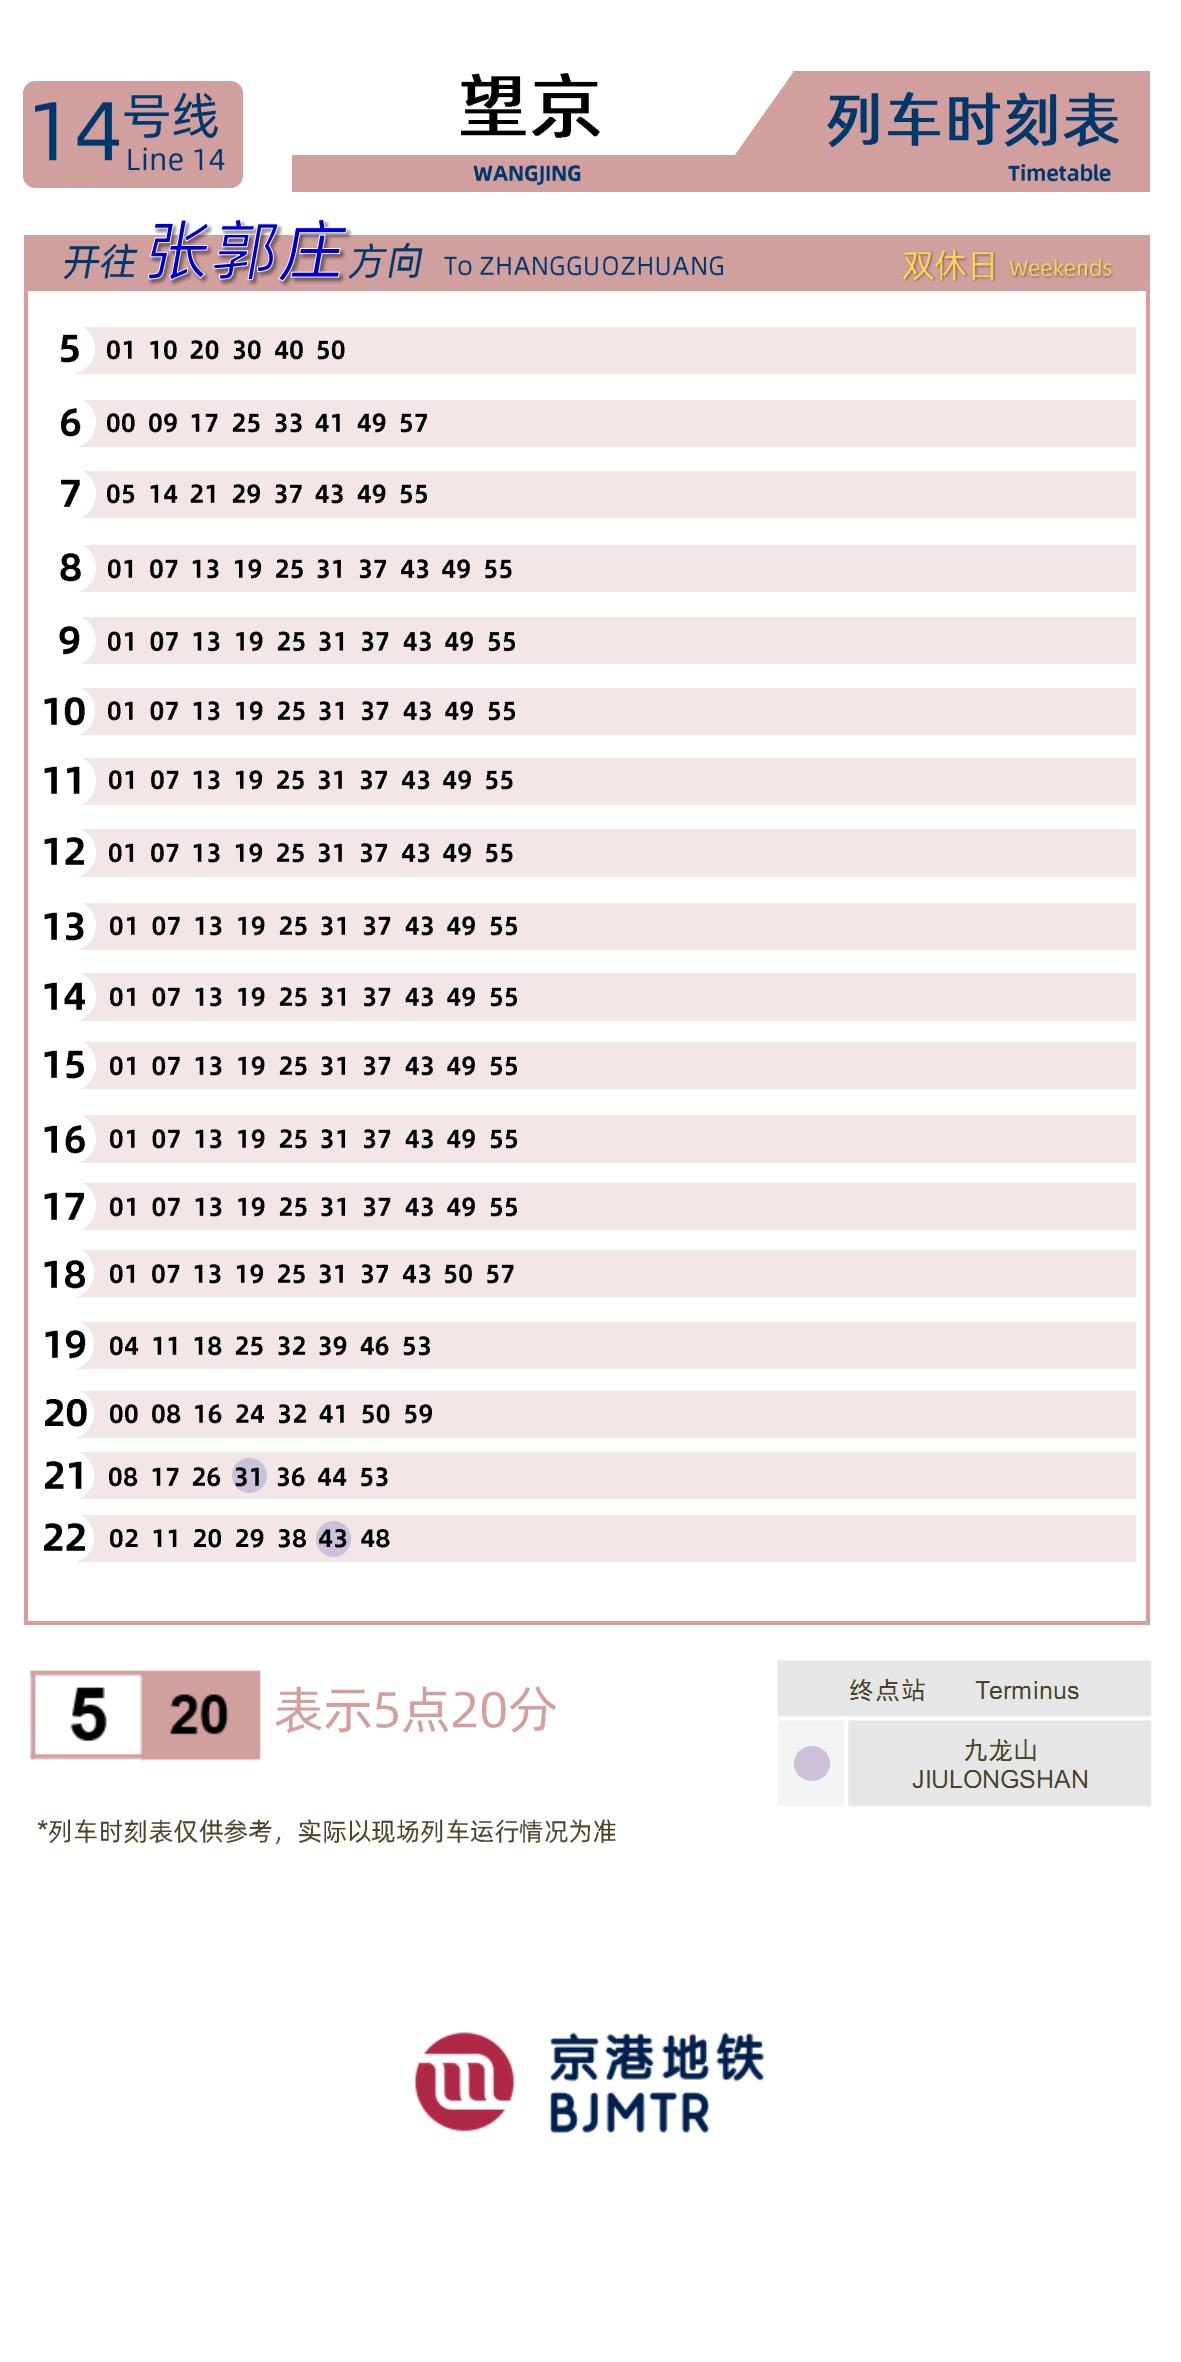 14号线
Line 14
望京
WANGJING
列车时刻表
Timetable
开往 张郭庄 方向 To ZHANGGUOZHUANG 双休日 Weekends
5 01 10 20 30 40 50
6 00 09 17 25 33 41 49 57
7 05 14 21 29 37 43 49 55
8 01 07 13 19 25 31 37 43 49 55
9 01 07 13 19 25 31 37 43 49 55
10 01 07 13 19 25 31 37 43 49 55
11 01 07 13 19 25 31 37 43 49 55
12 01 07 13 19 25 31 37 43 49 55
13 01 07 13 19 25 31 37 43 49 55
14 01 07 13 19 25 31 37 43 49 55
15 01 07 13 19 25 31 37 43 49 55
16 01 07 13 19 25 31 37 43 49 55
17 01 07 13 19 25 31 37 43 49 55
18 01 07 13 19 25 31 37 43 50 57
19 04 11 18 25 32 39 46 53
20 00 08 16 24 32 41 50 59
21 08 17 26 31 36 44 53
22 02 11 20 29 38 43 48
5 20 表示5点20分
终点站 Terminus
九龙山
JIULONGSHAN
*列车时刻表仅供参考，实际以现场列车运行情况为准
京港地铁
BJMTR